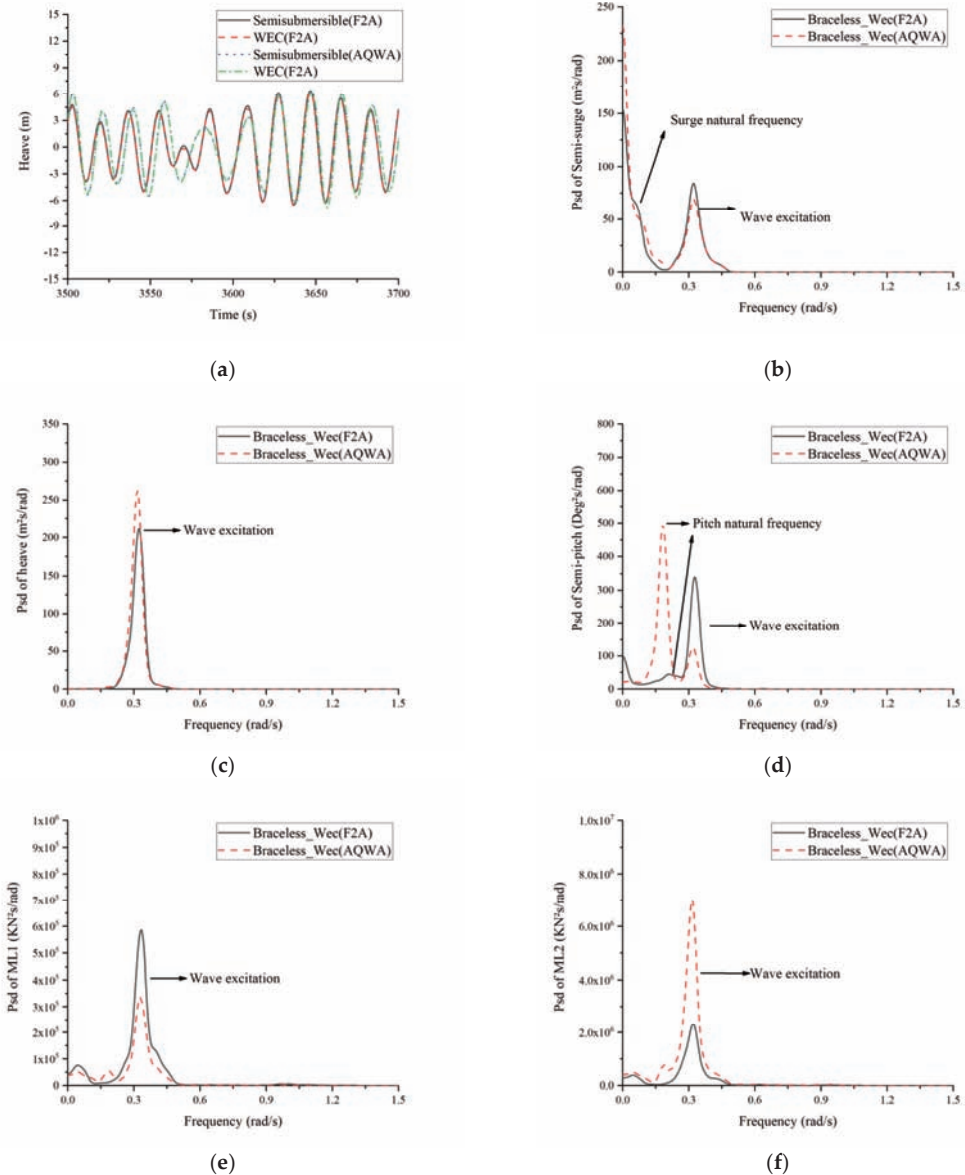 Semisubmersible(F2A)
WEC(F2A)
Semisubmersible(AQWA)
WEC(F2A)
Heave (m)
15
12
9
6
3
0
-3
-6
-9
-12
-15
3500
3550
3600
3650
3700
Time (s)
(a)
Braceless_Wec(F2A)
Braceless_Wec(AQWA)
Psd of Semi-surge (m²s/rad)
250
200
150
100
50
0
Surge natural frequency
Wave excitation
0.0
0.3
0.6
0.9
1.2
1.5
Frequency (rad/s)
(b)
Braceless_Wec(F2A)
Braceless_Wec(AQWA)
Psd of heave (m²s/rad)
350
300
250
200
150
100
50
0
Wave excitation
0.0
0.3
0.6
0.9
1.2
1.5
Frequency (rad/s)
(c)
Braceless_Wec(F2A)
Braceless_Wec(AQWA)
Psd of Semi-pitch (Deg²s/rad)
800
700
600
500
400
300
200
100
0
Pitch natural frequency
Wave excitation
0.0
0.3
0.6
0.9
1.2
1.5
Frequency (rad/s)
(d)
Braceless_Wec(F2A)
Braceless_Wec(AQWA)
Psd of ML1 (KN²s/rad)
1x10⁶
9x10⁵
8x10⁵
7x10⁵
6x10⁵
5x10⁵
4x10⁵
3x10⁵
2x10⁵
1x10⁵
0
Wave excitation
0.0
0.3
0.6
0.9
1.2
1.5
Frequency (rad/s)
(e)
Braceless_Wec(F2A)
Braceless_Wec(AQWA)
Psd of ML2 (KN²s/rad)
1.0x10⁷
8.0x10⁶
6.0x10⁶
4.0x10⁶
2.0x10⁶
0.0
Wave excitation
0.0
0.3
0.6
0.9
1.2
1.5
Frequency (rad/s)
(f)